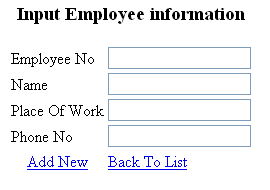 Input Employee information
Employee No
Name
Place Of Work
Phone No
Add New Back To List